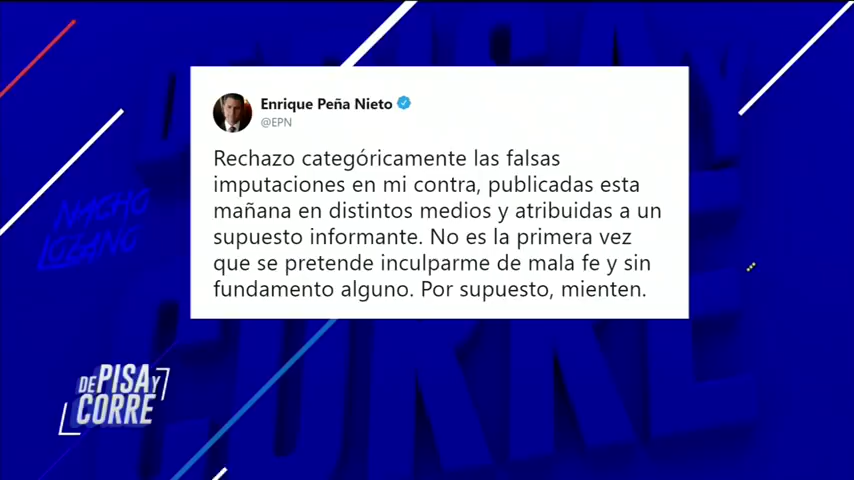 Enrique Peña Nieto
@EPN
Rechazo categóricamente las falsas
imputaciones en mi contra, publicadas esta
mañana en distintos medios y atribuidas a un
supuesto informante. No es la primera vez
que se pretende inculparme de mala fe y sin
fundamento alguno. Por supuesto, mienten.
NACHO
LOZANO
DE PISA Y
CORRE
CORRE